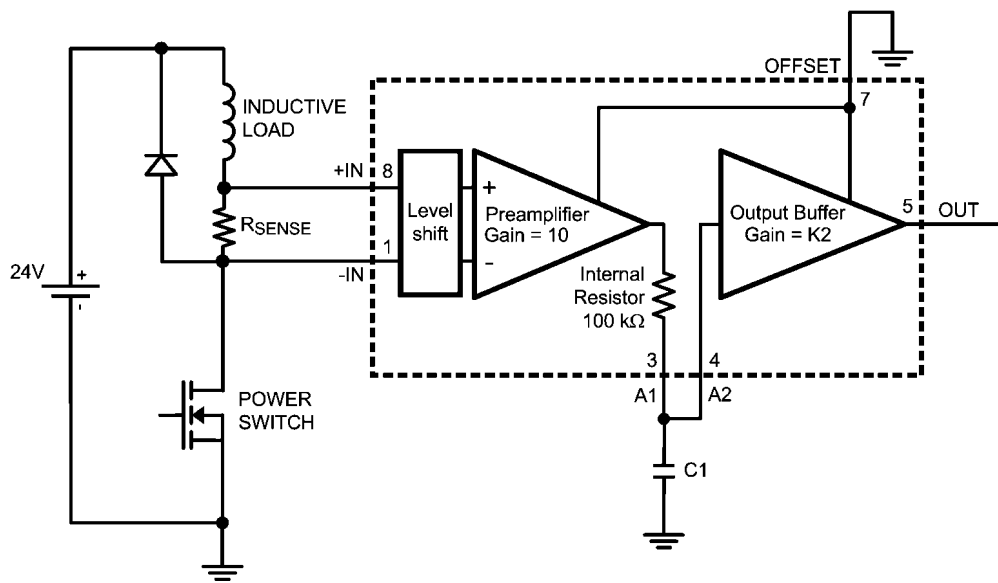 OFFSET
7
INDUCTIVE
LOAD
+IN
8
+
Level
shift
Preamplifier
Gain = 10
Output Buffer
Gain = K2
5
OUT
RSENSE
1
-IN
-
24V
+
-
Internal
Resistor
100 kΩ
3
4
A1
A2
POWER
SWITCH
C1